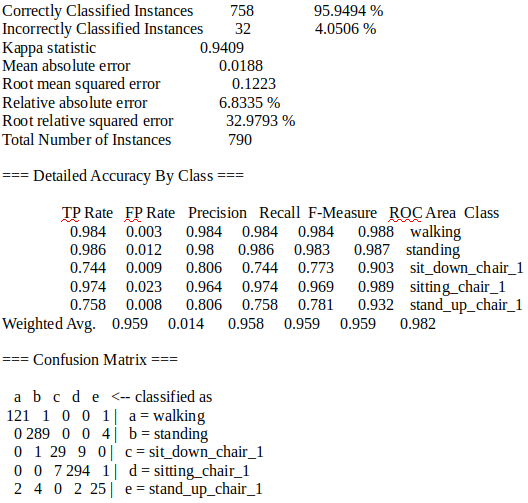 Correctly Classified Instances 758 95.9494 %
Incorrectly Classified Instances 32 4.0506 %
Kappa statistic 0.9409
Mean absolute error 0.0188
Root mean squared error 0.1223
Relative absolute error 6.8335 %
Root relative squared error 32.9793 %
Total Number of Instances 790
=== Detailed Accuracy By Class ===
TP Rate FP Rate Precision Recall F-Measure ROC Area Class
0.984 0.003 0.984 0.984 0.984 0.988 walking
0.986 0.012 0.98 0.986 0.983 0.987 standing
0.744 0.009 0.806 0.744 0.773 0.903 sit_down_chair_1
0.974 0.023 0.964 0.974 0.969 0.989 sitting_chair_1
0.758 0.008 0.806 0.758 0.781 0.932 stand_up_chair_1
Weighted Avg. 0.959 0.014 0.958 0.959 0.959 0.982
=== Confusion Matrix ===
a b c d e <-- classified as
121 1 0 0 1 | a = walking
0 289 0 0 4 | b = standing
0 1 29 9 0 | c = sit_down_chair_1
0 0 7 294 1 | d = sitting_chair_1
2 4 0 2 25 | e = stand_up_chair_1